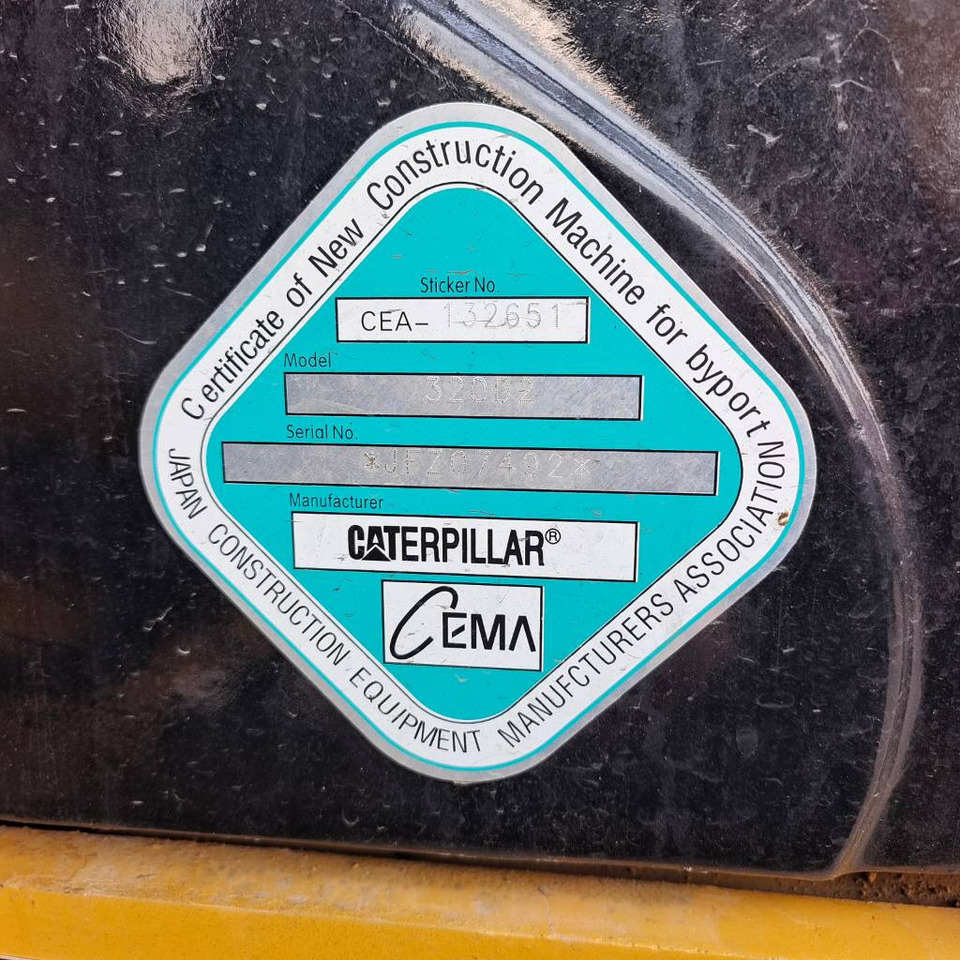 Certificate of New Construction Machine for byport
Sticker No.
CEA- 132651
Model
320D2
Serial No.
*JFZ07492*
Manufacturer
CATERPILLAR®
CEMA
JAPAN CONSTRUCTION EQUIPMENT MANUFCTURERS ASSOCIATION